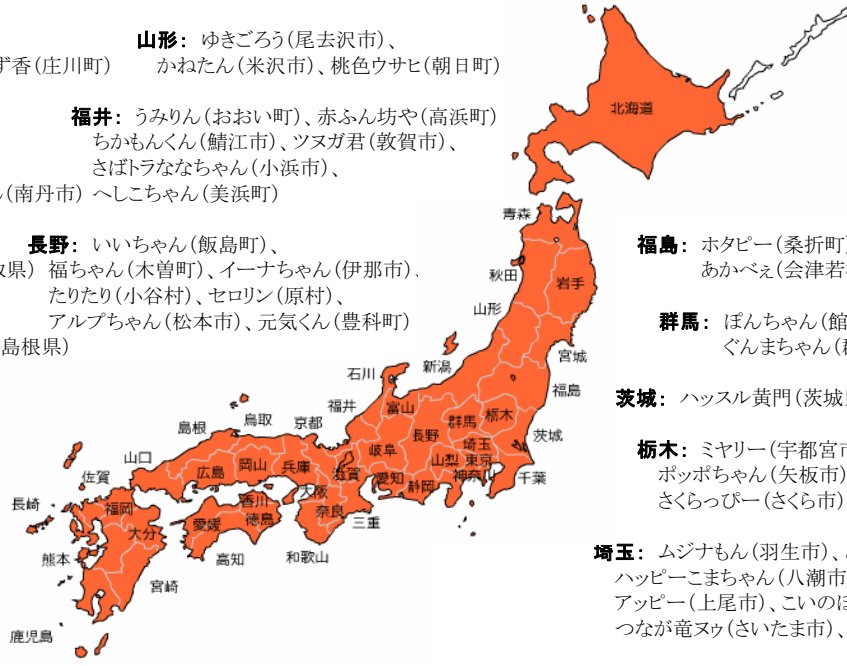 山形： ゆきごろう（尾去沢市）、
ず香（庄川町） かねたん（米沢市）、桃色ウサヒ（朝日町）
福井： うみりん（おおい町）、赤ふん坊や（高浜町）
ちかもんくん（鯖江市）、ツヌガ君（敦賀市）、
さばトラななちゃん（小浜市）、
（南丹市） へしこちゃん（美浜町）
長野： いいちゃん（飯島町）、
県） 福ちゃん（木曽町）、イーナちゃん（伊那市）、
たりたり（小谷村）、セロリン（原村）、
アルプちゃん（松本市）、元気くん（豊科町）
島根県）
北海道
青森
秋田
岩手
山形
宮城
新潟
福島
石川
福井
富山
群馬
栃木
茨城
長野
埼玉
岐阜
山梨
東京
神奈川
千葉
愛知
静岡
滋賀
京都
鳥取
島根
山口
広島
岡山
兵庫
大阪
奈良
三重
和歌山
香川
徳島
愛媛
高知
佐賀
長崎
福岡
大分
熊本
宮崎
鹿児島
福島： ホタピー（桑折町）
あかべぇ（会津若
群馬： ぽんちゃん（館
ぐんまちゃん（
茨城： ハッスル黄門（茨城
栃木： ミヤリー（宇都宮市
ポッポちゃん（矢板市）
さくらっぴー（さくら市）
埼玉： ムジナもん（羽生市）、
ハッピーこまちゃん（八潮市
アッピー（上尾市）、こいのぼ
つなが竜ヌゥ（さいたま市）、